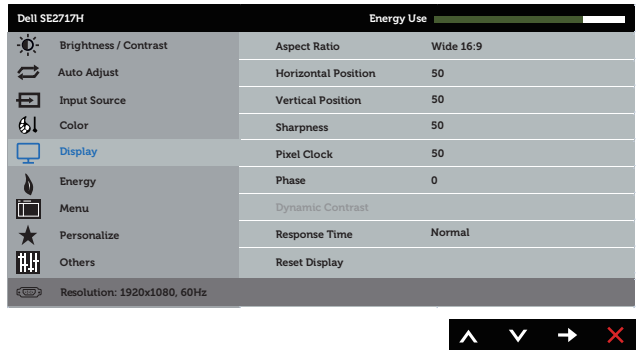 Dell SE2717H
Energy Use
Brightness / Contrast
Auto Adjust
Input Source
Color
Display
Energy
Menu
Personalize
Others
Aspect Ratio Wide 16:9
Horizontal Position 50
Vertical Position 50
Sharpness 50
Pixel Clock 50
Phase 0
Dynamic Contrast
Response Time Normal
Reset Display
Resolution: 1920x1080, 60Hz